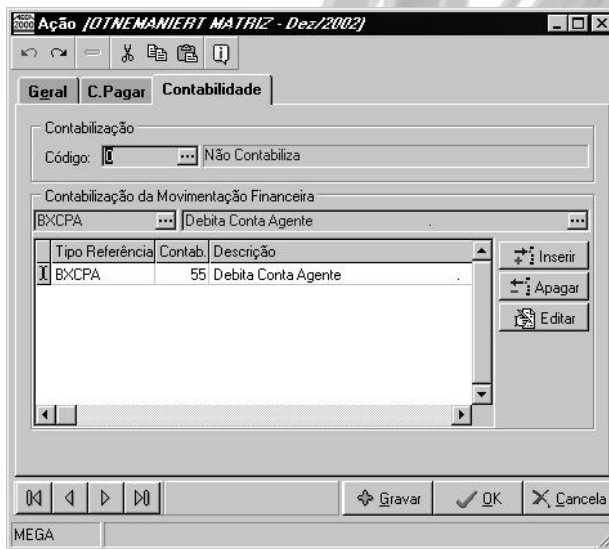 Ação [OTNEMANIERT MATRIZ - Dez/2002]
Geral C.Pagar Contabilidade
Contabilização
Código: 0 ... Não Contabiliza
Contabilização da Movimentação Financeira
BXCPA ... Debita Conta Agente . ...
Tipo Referência Contab. Descrição
BXCPA 55 Debita Conta Agente .
Inserir
Apagar
Editar
Gravar OK Cancela
MEGA